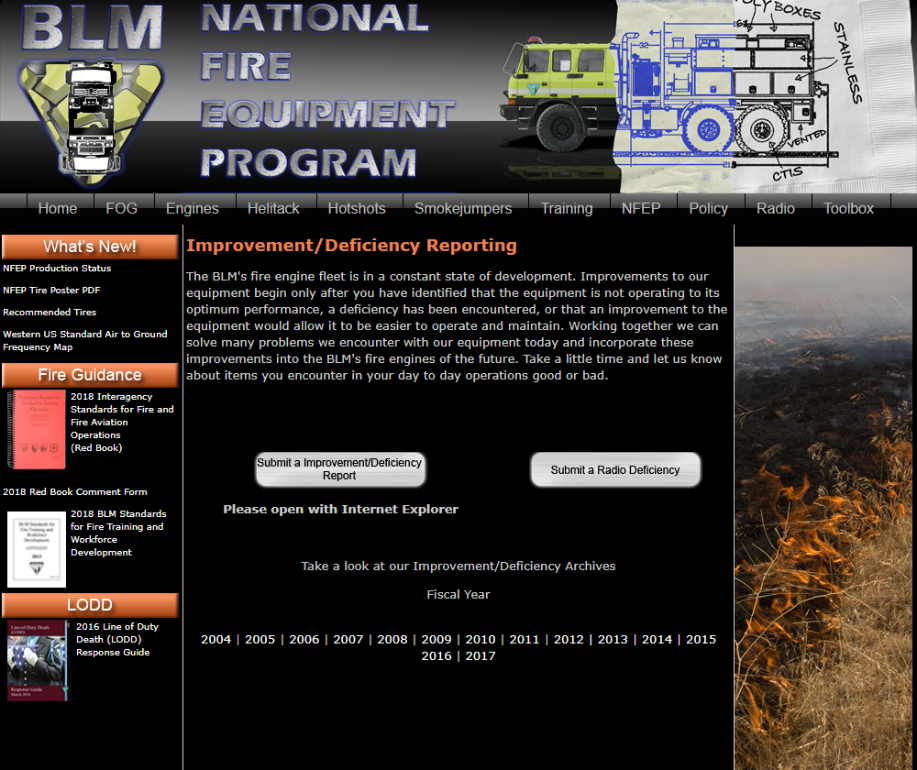 BLM
NATIONAL
FIRE
EQUIPMENT
PROGRAM
POLY BOXES
STAINLESS
VENTED
CTIS
Home
FOG
Engines
Helitack
Hotshots
Smokejumpers
Training
NFEP
Policy
Radio
Toolbox
What's New!
NFEP Production Status
NFEP Tire Poster PDF
Recommended Tires
Western US Standard Air to Ground
Frequency Map
Fire Guidance
2018 Interagency
Standards for Fire and
Fire Aviation
Operations
(Red Book)
2018 Red Book Comment Form
2018 BLM Standards
for Fire Training and
Workforce
Development
LODD
Line of Duty Death
Response Guide
2016 Line of Duty
Death (LODD)
Response Guide
Improvement/Deficiency Reporting
The BLM's fire engine fleet is in a constant state of development. Improvements to our
equipment begin only after you have identified that the equipment is not operating to its
optimum performance, a deficiency has been encountered, or that an improvement to the
equipment would allow it to be easier to operate and maintain. Working together we can
solve many problems we encounter with our equipment today and incorporate these
improvements into the BLM's fire engines of the future. Take a little time and let us know
about items you encounter in your day to day operations good or bad.
Submit a Improvement/Deficiency
Report
Submit a Radio Deficiency
Please open with Internet Explorer
Take a look at our Improvement/Deficiency Archives
Fiscal Year
2004 | 2005 | 2006 | 2007 | 2008 | 2009 | 2010 | 2011 | 2012 | 2013 | 2014 | 2015
2016 | 2017